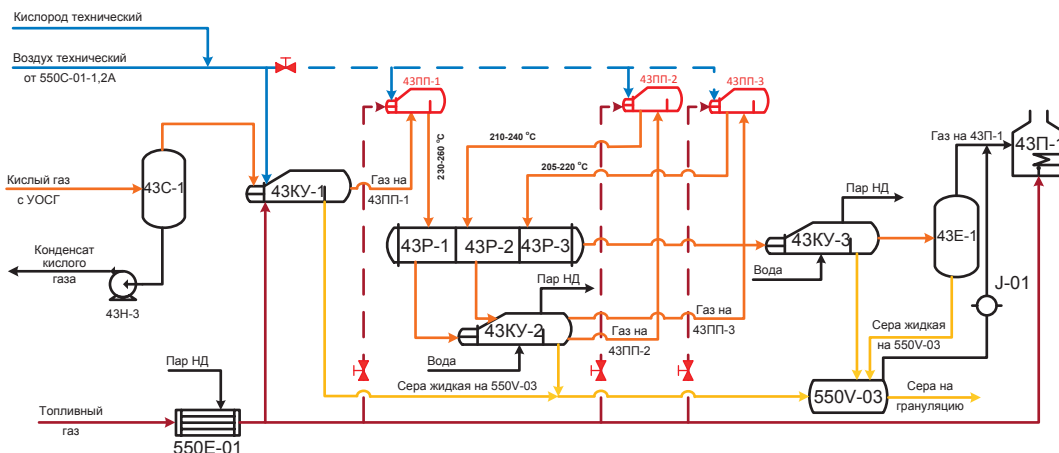 Кислород технический
Воздух технический
от 550С-01-1,2А
43ПП-1
43ПП-2
43ПП-3
230-260 °С
210-240 °С
205-220 °С
Газ на 43П-1
43П-1
Кислый газ
с УОСГ
43С-1
43КУ-1
Газ на
43ПП-1
Пар НД
43Р-1
43Р-2
43Р-3
43КУ-3
43Е-1
Конденсат
кислого
газа
43Н-3
Вода
J-01
Пар НД
43КУ-2
Газ на
43ПП-3
Газ на
43ПП-2
Вода
Сера жидкая
на 550V-03
Пар НД
Сера жидкая на 550V-03
550V-03
Сера на
грануляцию
Топливный
газ
550Е-01